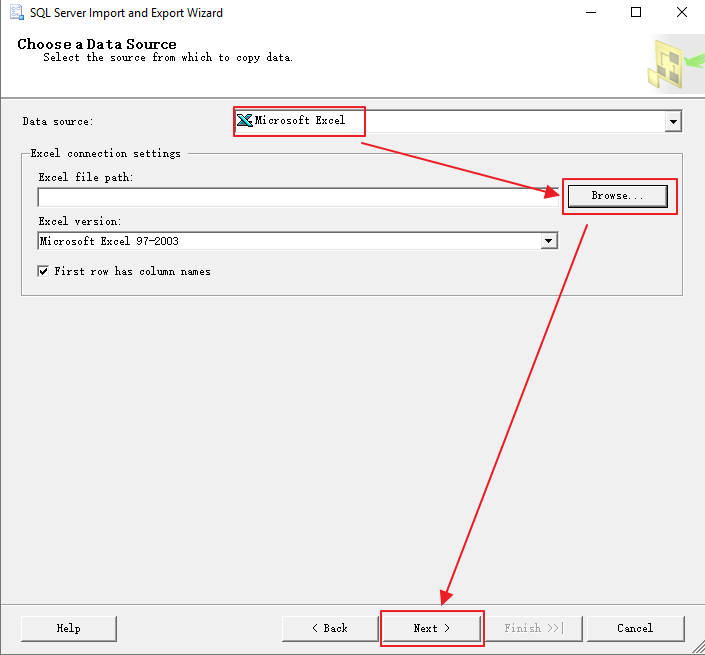 SQL Server Import and Export Wizard
Choose a Data Source
Select the source from which to copy data.
Data source:
Microsoft Excel
Excel connection settings
Excel file path:
Browse...
Excel version:
Microsoft Excel 97-2003
First row has column names
Help
< Back
Next >
Finish >>|
Cancel